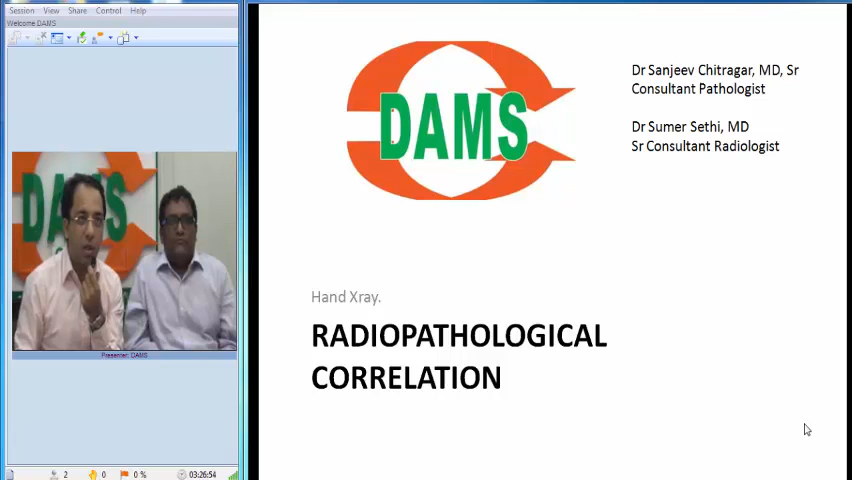 Session View Share Control Help
Welcome DAMS
DAMS
Dr Sanjeev Chitragar, MD, Sr
Consultant Pathologist
Dr Sumer Sethi, MD
Sr Consultant Radiologist
DAMS
Hand Xray.
RADIOPATHOLOGICAL
CORRELATION
Presenter: DAMS
2 0 0 % 03:26:54